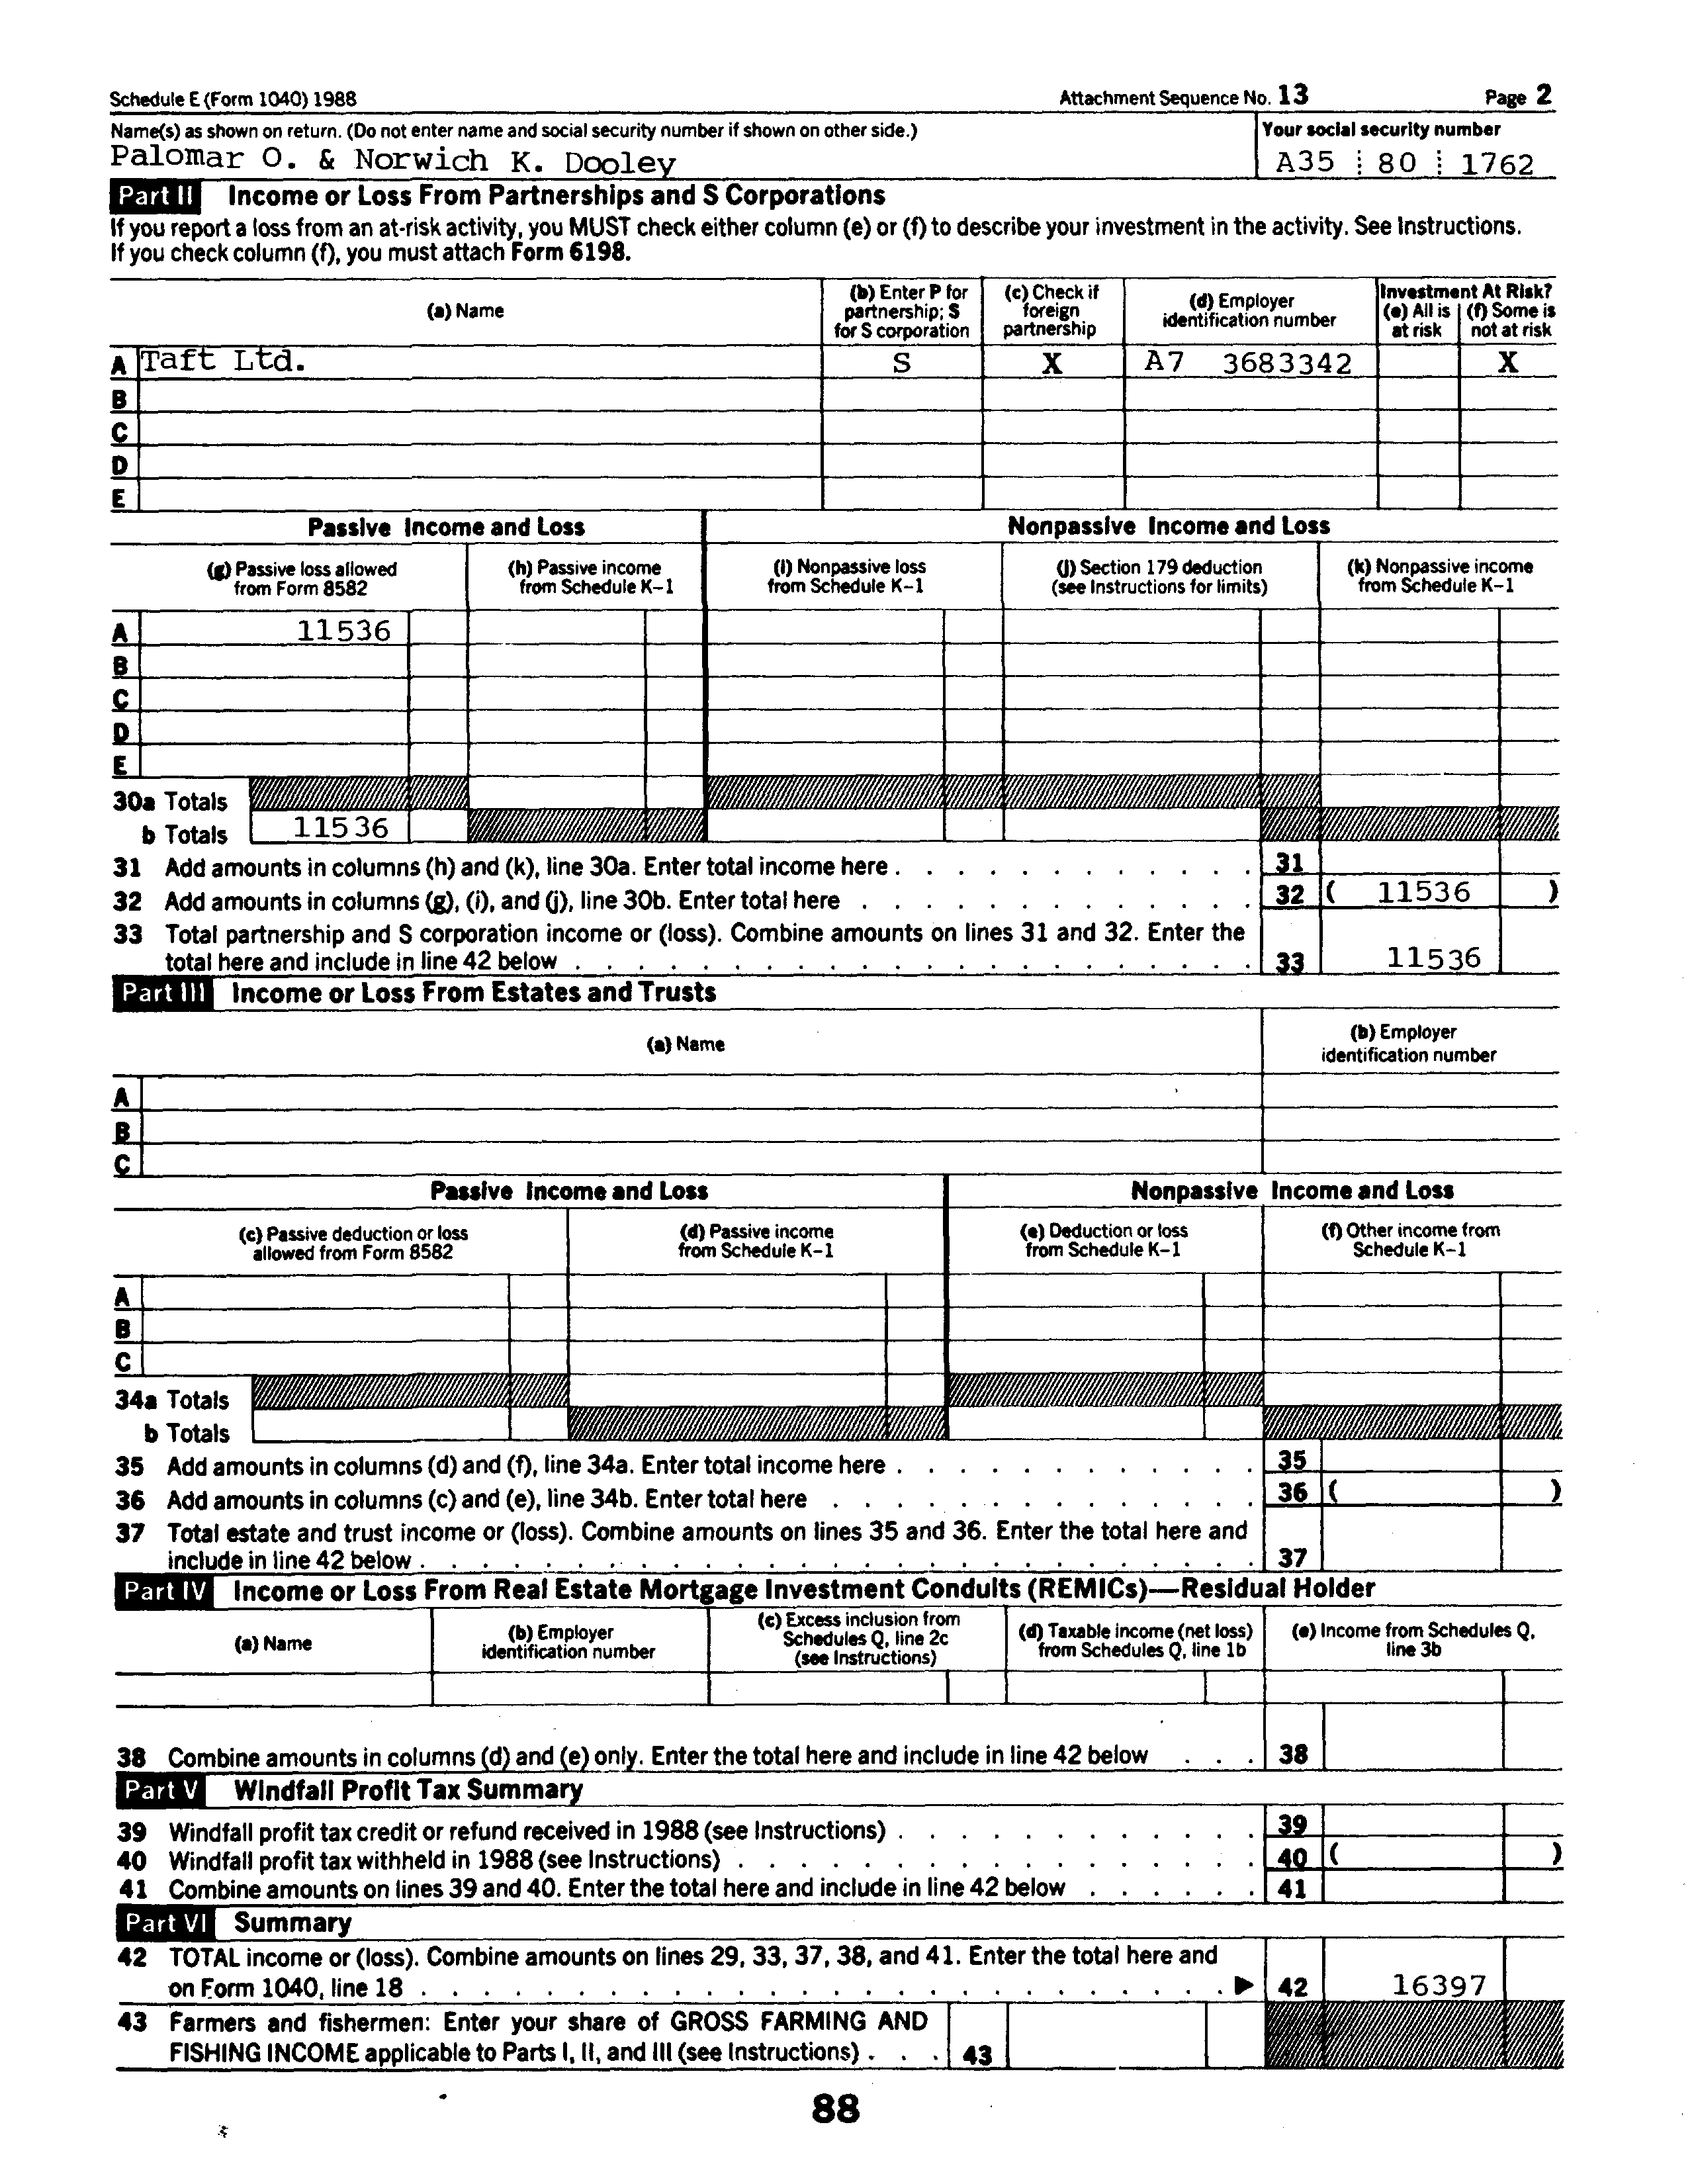 Schedule E (Form 1040) 1988 Attachment Sequence No. 13 Page 2
Name(s) as shown on return. (Do not enter name and social security number if shown on other side.) Your social security number
Palomar O. & Norwich K. Dooley A35 80 1762
Part II Income or Loss From Partnerships and S Corporations
If you report a loss from an at-risk activity, you MUST check either column (e) or (f) to describe your investment in the activity. See Instructions.
If you check column (f), you must attach Form 6198.
(a) Name
(b) Enter P for partnership; S for S corporation
(c) Check if foreign partnership
(d) Employer identification number
Investment At Risk?
(e) All is at risk
(f) Some is not at risk
A Taft Ltd. S X A7 3683342 X
B
C
D
E
Passive Income and Loss Nonpassive Income and Loss
(g) Passive loss allowed from Form 8582
(h) Passive income from Schedule K-1
(i) Nonpassive loss from Schedule K-1
(j) Section 179 deduction (see Instructions for limits)
(k) Nonpassive income from Schedule K-1
A 11536
B
C
D
E
30a Totals
b Totals 11536
31 Add amounts in columns (h) and (k), line 30a. Enter total income here . . . . . . . . . . . . 31
32 Add amounts in columns (g), (i), and (j), line 30b. Enter total here . . . . . . . . . . . . . 32 ( 11536 )
33 Total partnership and S corporation income or (loss). Combine amounts on lines 31 and 32. Enter the
total here and include in line 42 below . . . . . . . . . . . . . . . . . . . . . . 33 11536
Part III Income or Loss From Estates and Trusts
(a) Name
(b) Employer identification number
A
B
C
Passive Income and Loss Nonpassive Income and Loss
(c) Passive deduction or loss allowed from Form 8582
(d) Passive income from Schedule K-1
(e) Deduction or loss from Schedule K-1
(f) Other income from Schedule K-1
A
B
C
34a Totals
b Totals
35 Add amounts in columns (d) and (f), line 34a. Enter total income here . . . . . . . . . . . . 35
36 Add amounts in columns (c) and (e), line 34b. Enter total here . . . . . . . . . . . . . . 36 ( )
37 Total estate and trust income or (loss). Combine amounts on lines 35 and 36. Enter the total here and
include in line 42 below . . . . . . . . . . . . . . . . . . . . . . . . . . . 37
Part IV Income or Loss From Real Estate Mortgage Investment Conduits (REMICs)—Residual Holder
(a) Name
(b) Employer identification number
(c) Excess inclusion from Schedules Q, line 2c (see Instructions)
(d) Taxable income (net loss) from Schedules Q, line 1b
(e) Income from Schedules Q, line 3b
38 Combine amounts in columns (d) and (e) only. Enter the total here and include in line 42 below . . . 38
Part V Windfall Profit Tax Summary
39 Windfall profit tax credit or refund received in 1988 (see Instructions) . . . . . . . . . . . . 39
40 Windfall profit tax withheld in 1988 (see Instructions) . . . . . . . . . . . . . . . . . 40 ( )
41 Combine amounts on lines 39 and 40. Enter the total here and include in line 42 below . . . . . . 41
Part VI Summary
42 TOTAL income or (loss). Combine amounts on lines 29, 33, 37, 38, and 41. Enter the total here and
on Form 1040, line 18 . . . . . . . . . . . . . . . . . . . . . . . . . . ▶ 42 16397
43 Farmers and fishermen: Enter your share of GROSS FARMING AND
FISHING INCOME applicable to Parts I, II, and III (see Instructions) . . . 43
88